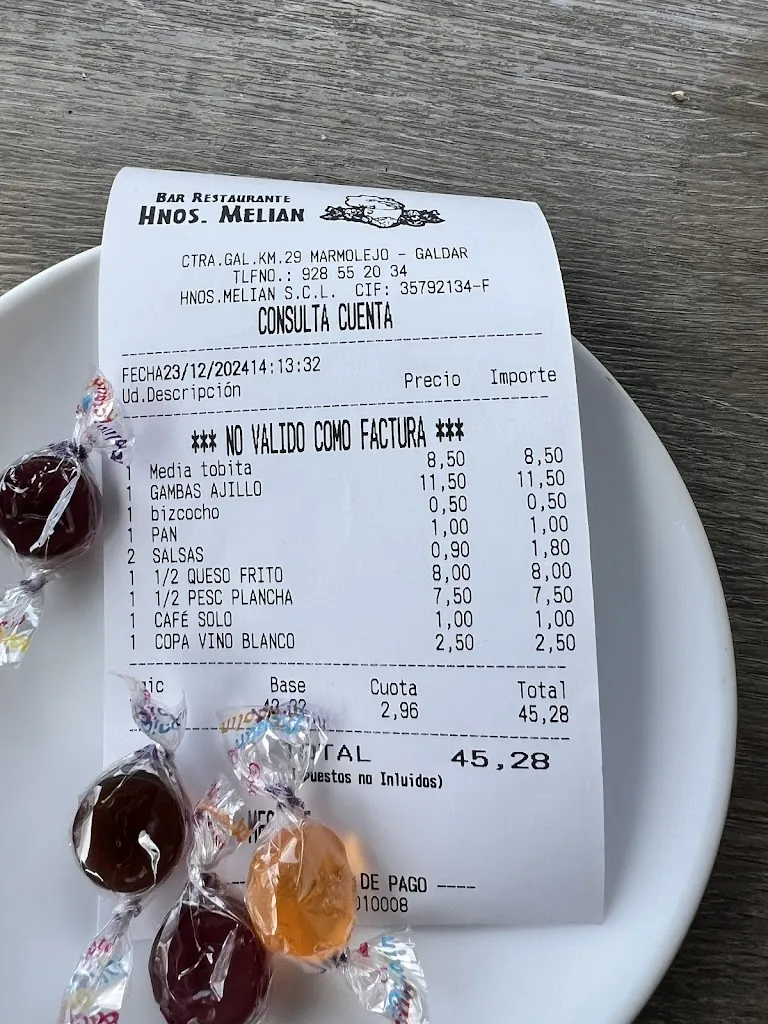 BAR RESTAURANTE
HNOS. MELIAN
CTRA.GAL.KM.29 MARMOLEJO - GALDAR
TLFNO.: 928 55 20 34
HNOS.MELIAN S.C.L. CIF: 35792134-F
CONSULTA CUENTA
FECHA23/12/202414:13:32
Ud.Descripción Precio Importe
*** NO VALIDO COMO FACTURA ***
1 Media tobita 8,50 8,50
1 GAMBAS AJILLO 11,50 11,50
1 bizcocho 0,50 0,50
1 PAN 1,00 1,00
2 SALSAS 0,90 1,80
1 1/2 QUESO FRITO 8,00 8,00
1 1/2 PESC PLANCHA 7,50 7,50
1 CAFÉ SOLO 1,00 1,00
1 COPA VINO BLANCO 2,50 2,50
Base Cuota Total
2,96 45,28
TOTAL 45,28
no Inluidos)
DE PAGO ----
010008